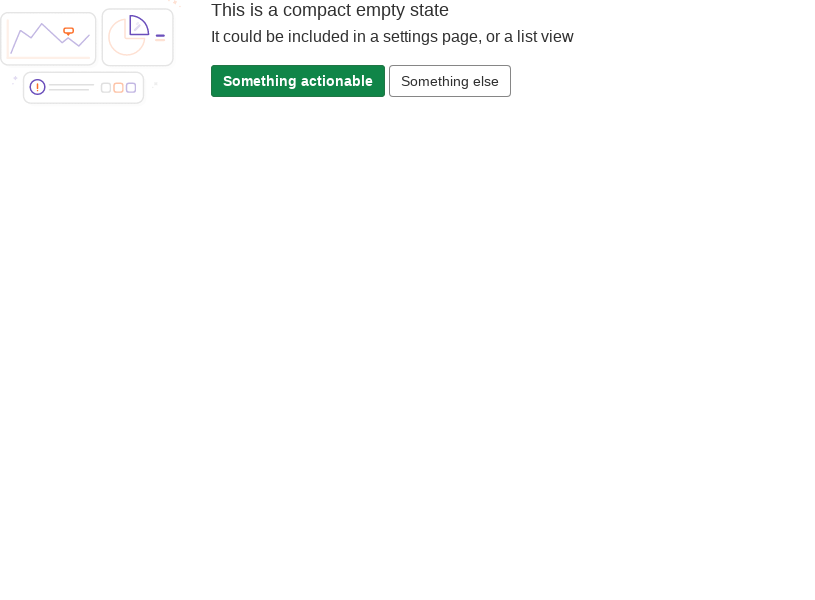 This is a compact empty state
It could be included in a settings page, or a list view
Something actionable
Something else